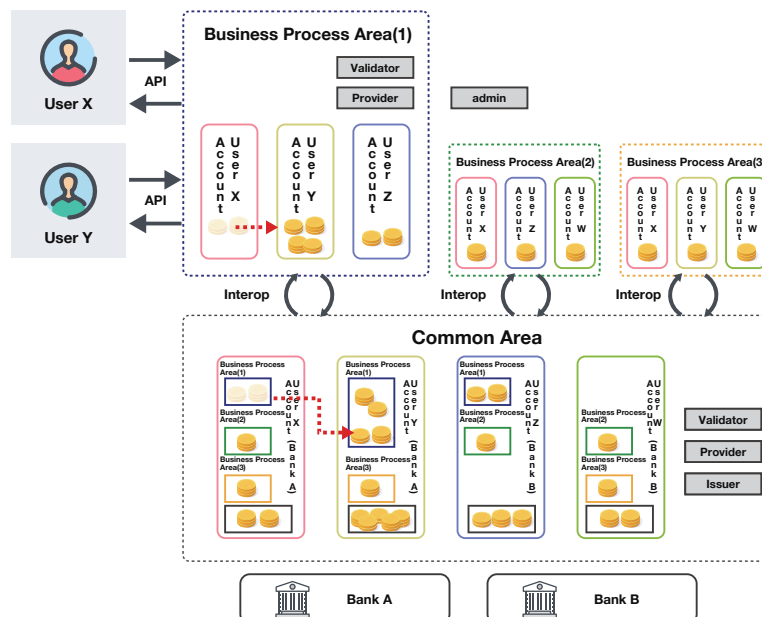 Business Process Area(1)
Validator
Provider
admin
API
User X
API
User Y
Account User X
Account User Y
Account User Z
Business Process Area(2)
Account User X
Account User Z
Account User W
Business Process Area(3
Account User X
Account User Y
Account User W
Interop
Interop
Interop
Common Area
Business Process
Area(1)
Business Process
Area(2)
Business Process
Area(3)
Account (Bank A)
User X
Business Process
Area(1)
Business Process
Area(3)
Account (Bank A)
User Y
Business Process
Area(1)
Business Process
Area(2)
Account (Bank B)
User Z
Business Process
Area(2)
Business Process
Area(3)
Account (Bank B)
User W
Validator
Provider
Issuer
Bank A
Bank B